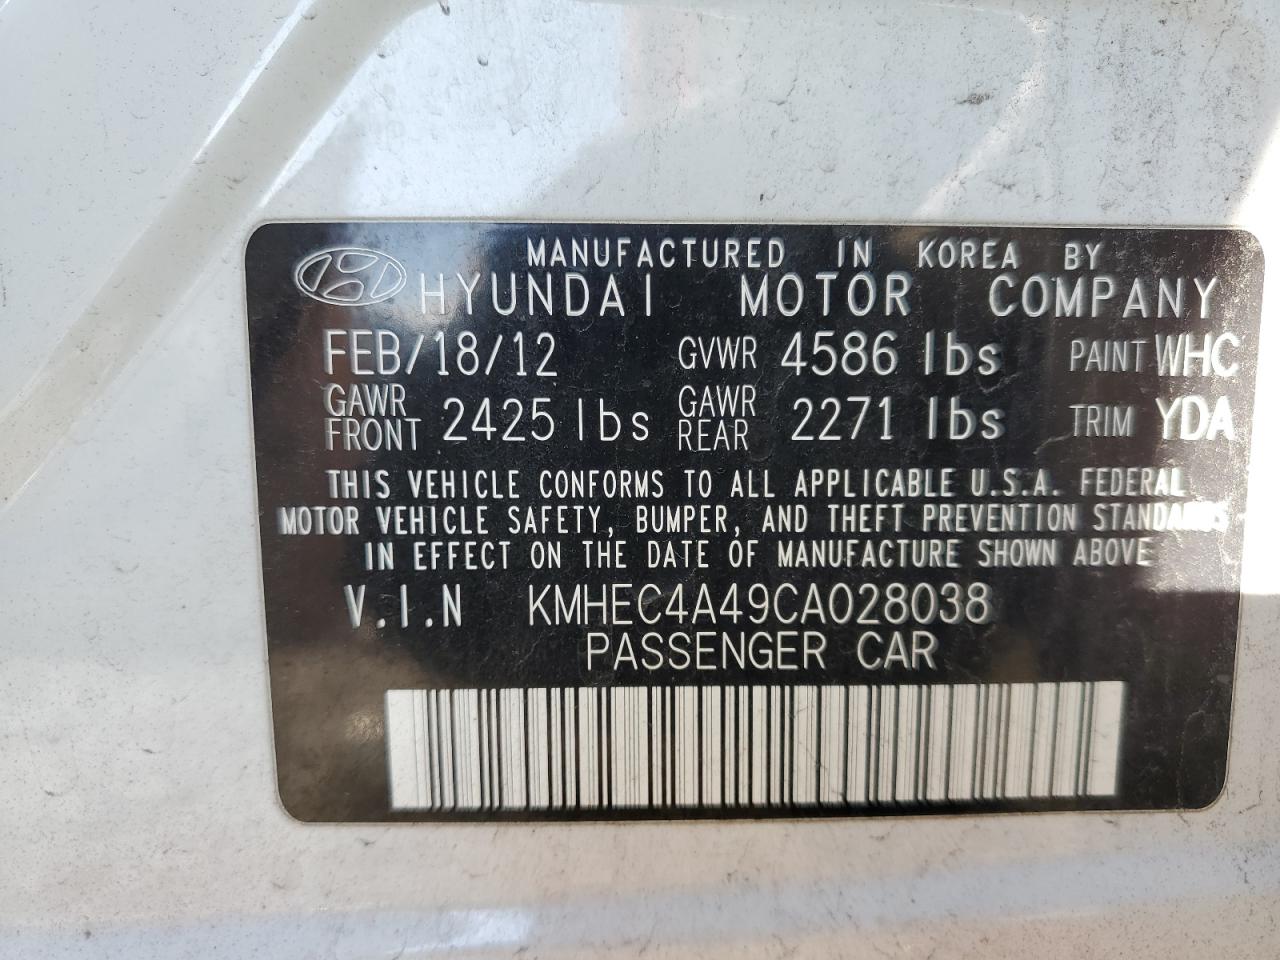 MANUFACTURED IN KOREA BY
HYUNDAI MOTOR COMPANY
FEB/18/12 GVWR 4586 lbs PAINT WHC
GAWR FRONT 2425 lbs GAWR REAR 2271 lbs TRIM YDA
THIS VEHICLE CONFORMS TO ALL APPLICABLE U.S.A. FEDERAL
MOTOR VEHICLE SAFETY, BUMPER, AND THEFT PREVENTION STANDARDS
IN EFFECT ON THE DATE OF MANUFACTURE SHOWN ABOVE
V.I.N KMHEC4A49CA028038
PASSENGER CAR